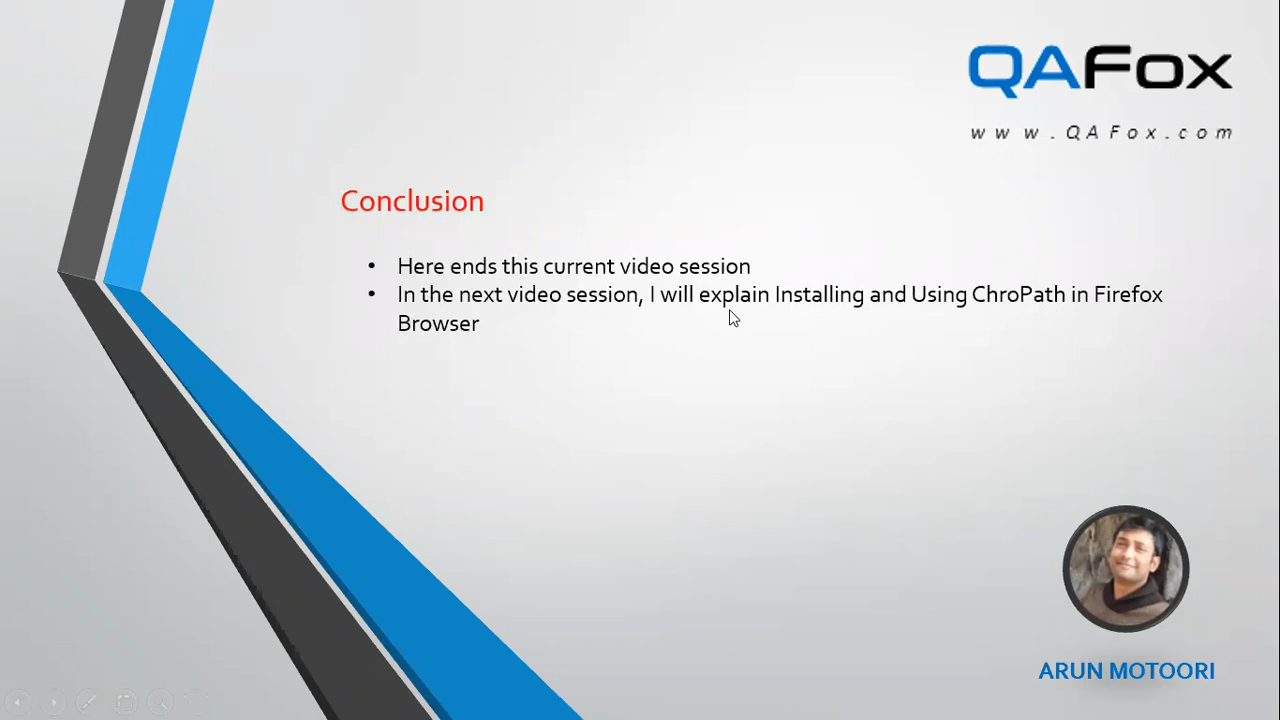 QAFox
www.QAFox.com
Conclusion
• Here ends this current video session
• In the next video session, I will explain Installing and Using ChroPath in Firefox
Browser
ARUN MOTOORI